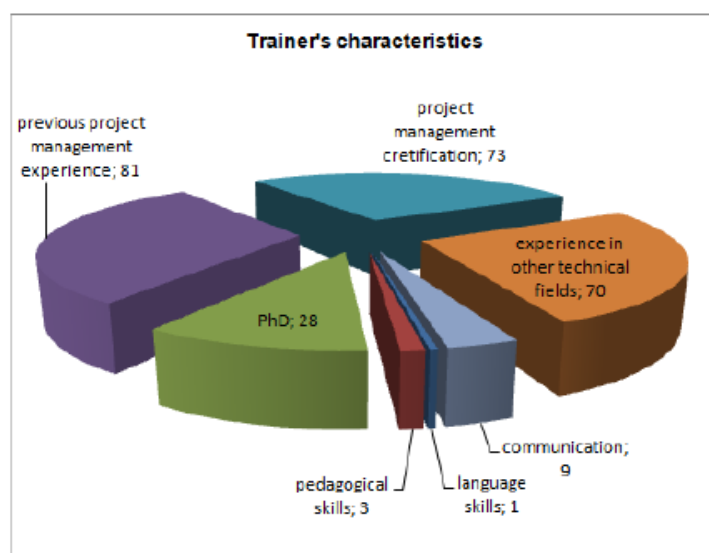 Trainer's characteristics
previous project
management
experience; 81
project
management
cretification; 73
experience in
other technical
fields; 70
PhD; 28
communication;
9
pedagogical
skills; 3
language
skills; 1